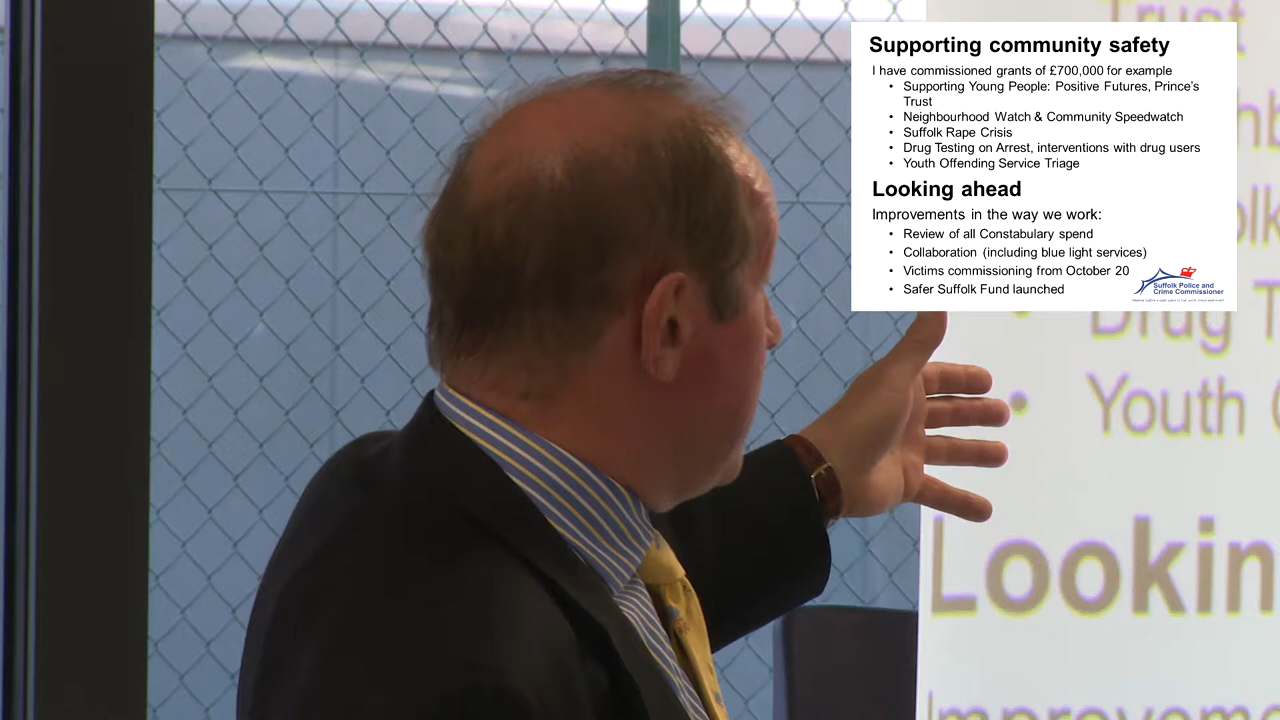 Supporting community safety
I have commissioned grants of £700,000 for example
• Supporting Young People: Positive Futures, Prince's
Trust
• Neighbourhood Watch & Community Speedwatch
• Suffolk Rape Crisis
• Drug Testing on Arrest, interventions with drug users
• Youth Offending Service Triage
Looking ahead
Improvements in the way we work:
• Review of all Constabulary spend
• Collaboration (including blue light services)
• Victims commissioning from October 20
• Safer Suffolk Fund launched
Suffolk Police and
Crime Commissioner
Trust
• Drug T
• Youth
Lookin
Improveme